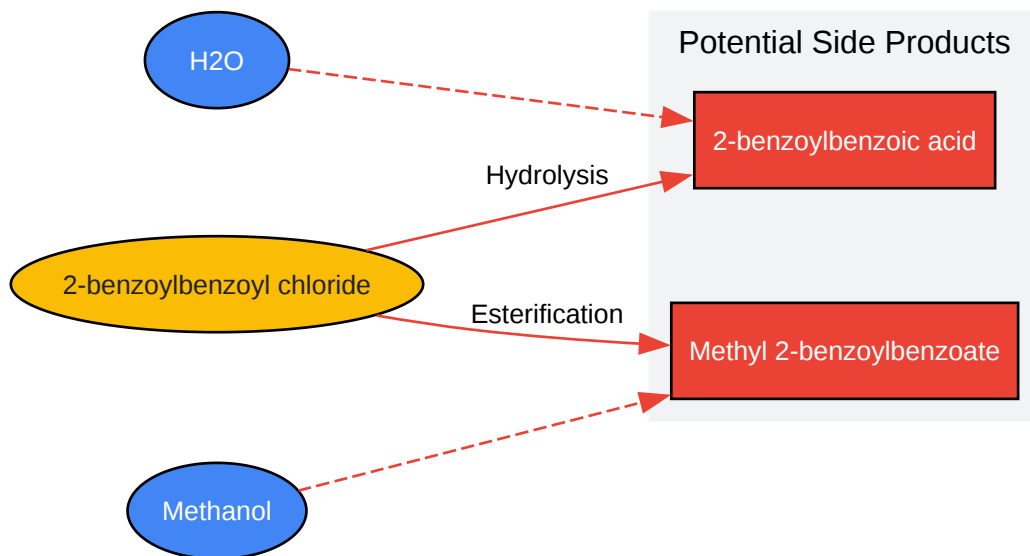 H2O
Potential Side Products
2-benzoylbenzoic acid
Hydrolysis
2-benzoylbenzoyl chloride
Esterification
Methyl 2-benzoylbenzoate
Methanol